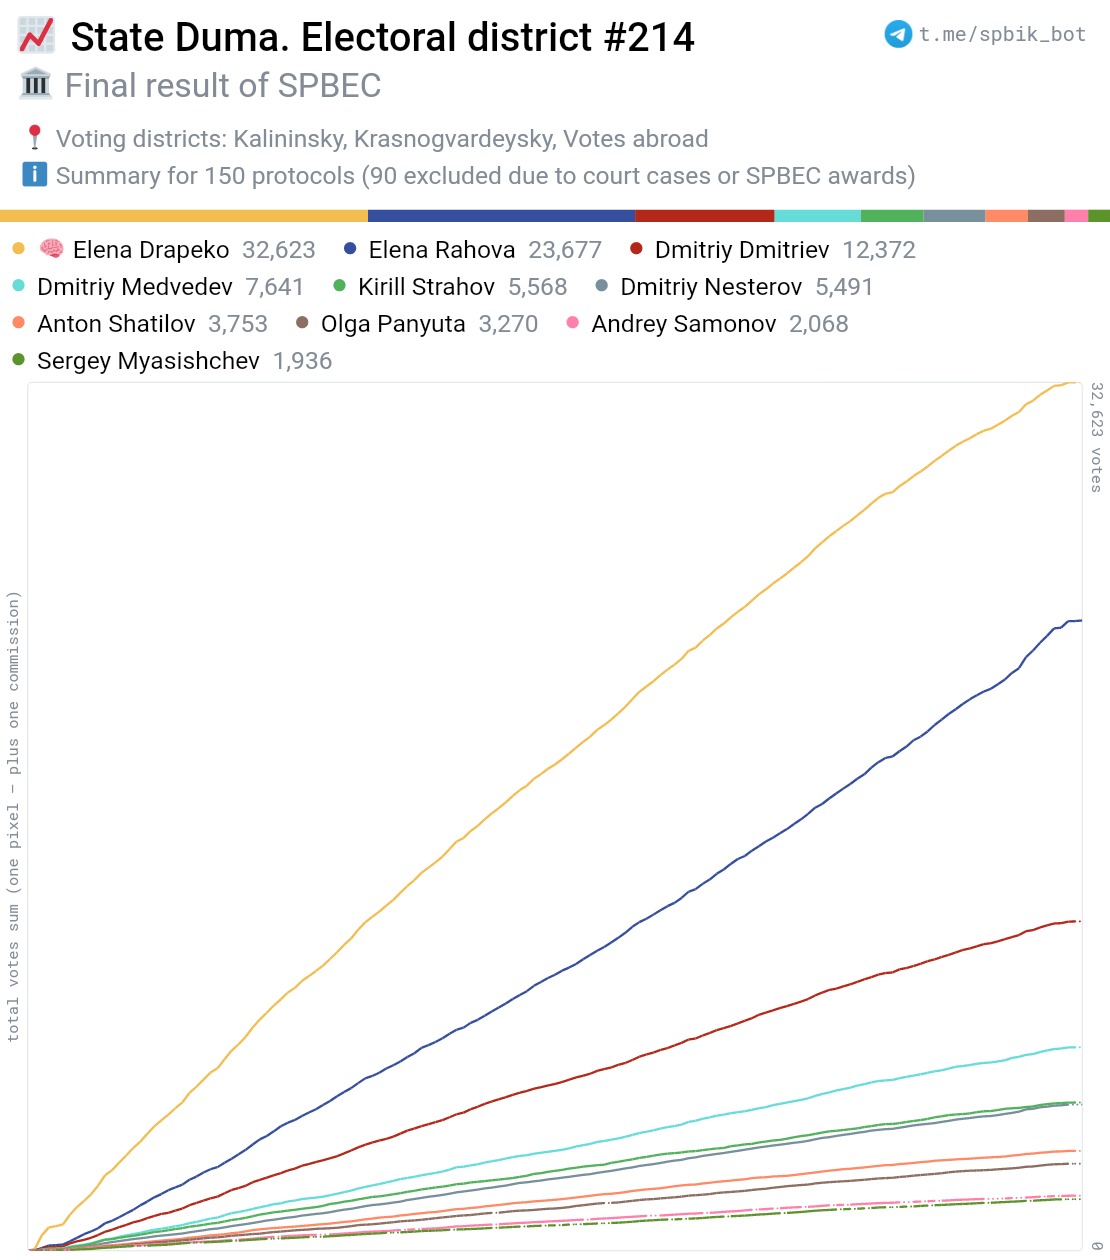 State Duma. Electoral district #214
t.me/spbik_bot
Final result of SPBEC
Voting districts: Kalininsky, Krasnogvardeysky, Votes abroad
Summary for 150 protocols (90 excluded due to court cases or SPBEC awards)
Elena Drapeko 32,623 Elena Rahova 23,677 Dmitriy Dmitriev 12,372
Dmitriy Medvedev 7,641 Kirill Strahov 5,568 Dmitriy Nesterov 5,491
Anton Shatilov 3,753 Olga Panyuta 3,270 Andrey Samonov 2,068
Sergey Myasishchev 1,936
32,623 votes
total votes sum (one pixel – plus one commission)
0